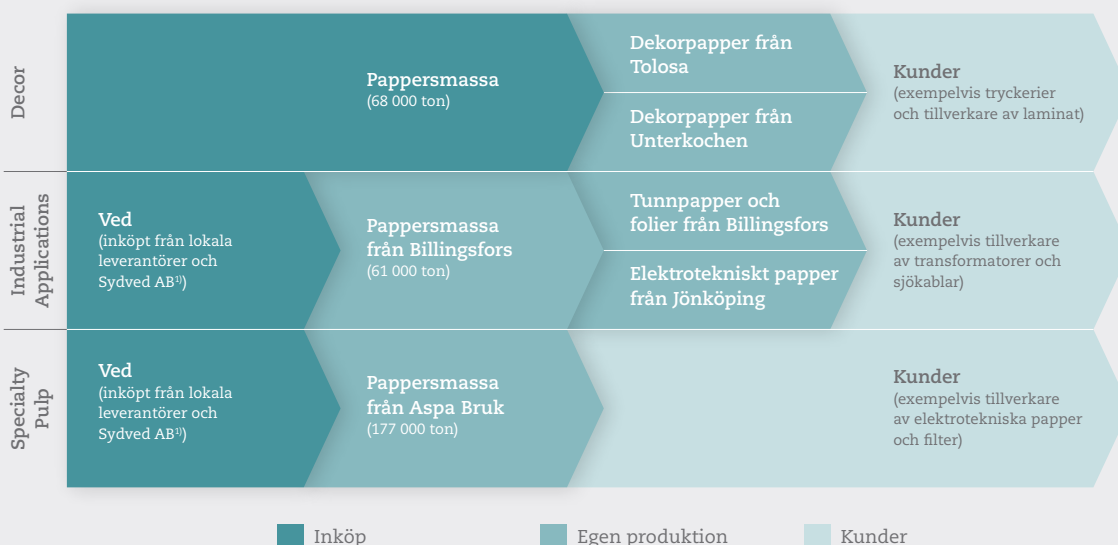 Decor
Pappersmassa
(68 000 ton)
Dekorpapper från
Tolosa
Dekorpapper från
Unterkochen
Kunder
(exempelvis tryckerier
och tillverkare av laminat)
Industrial
Applications
Ved
(inköpt från lokala
leverantörer och
Sydved AB¹⁾)
Pappersmassa
från Billingsfors
(61 000 ton)
Tunnpapper och
folier från Billingsfors
Elektrotekniskt papper
från Jönköping
Kunder
(exempelvis tillverkare
av transformatorer och
sjökablar)
Specialty
Pulp
Ved
(inköpt från lokala
leverantörer och
Sydved AB¹⁾)
Pappersmassa
från Aspa Bruk
(177 000 ton)
Kunder
(exempelvis tillverkare
av elektrotekniska papper
och filter)
Inköp
Egen produktion
Kunder